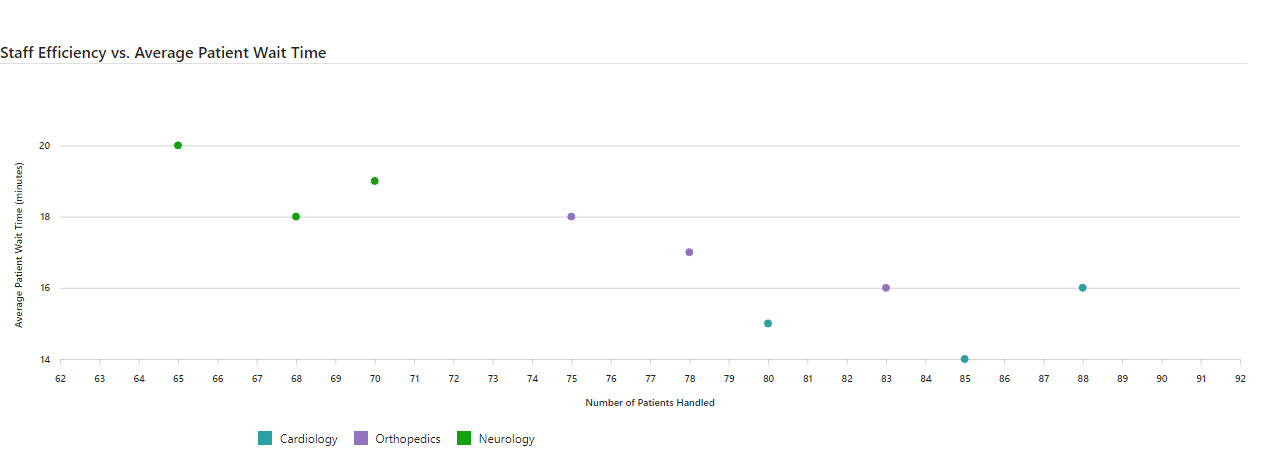 Staff Efficiency vs. Average Patient Wait Time
Average Patient Wait Time (minutes)
20
18
16
14
62 63 64 65 66 67 68 69 70 71 72 73 74 75 76 77 78 79 80 81 82 83 84 85 86 87 88 89 90 91 92
Number of Patients Handled
Cardiology Orthopedics Neurology